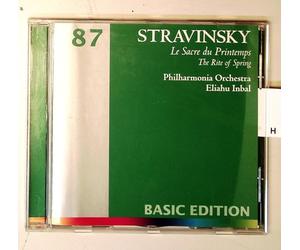 87
STRAVINSKY
Le Sacre du Printemps
The Rite of Spring
Philharmonia Orchestra
Eliahu Inbal
H
BASIC EDITION